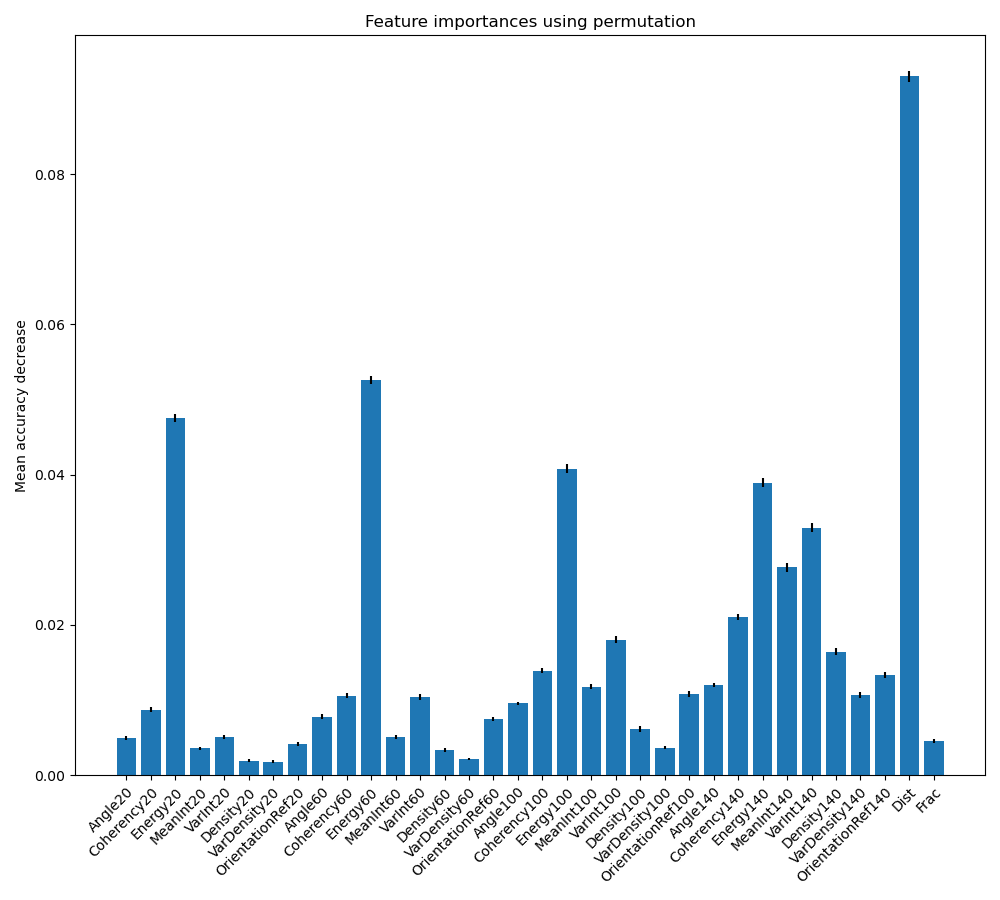 Feature importances using permutation
Mean accuracy decrease
0.08
0.06
0.04
0.02
0.00
Angle20
Coherency20
Energy20
MeanInt20
VarInt20
Density20
VarDensity20
OrientationRef20
Angle60
Coherency60
Energy60
MeanInt60
VarInt60
Density60
VarDensity60
OrientationRef60
Angle100
Coherency100
Energy100
MeanInt100
VarInt100
Density100
VarDensity100
OrientationRef100
Angle140
Coherency140
Energy140
MeanInt140
VarInt140
Density140
VarDensity140
OrientationRef140
Dist
Frac